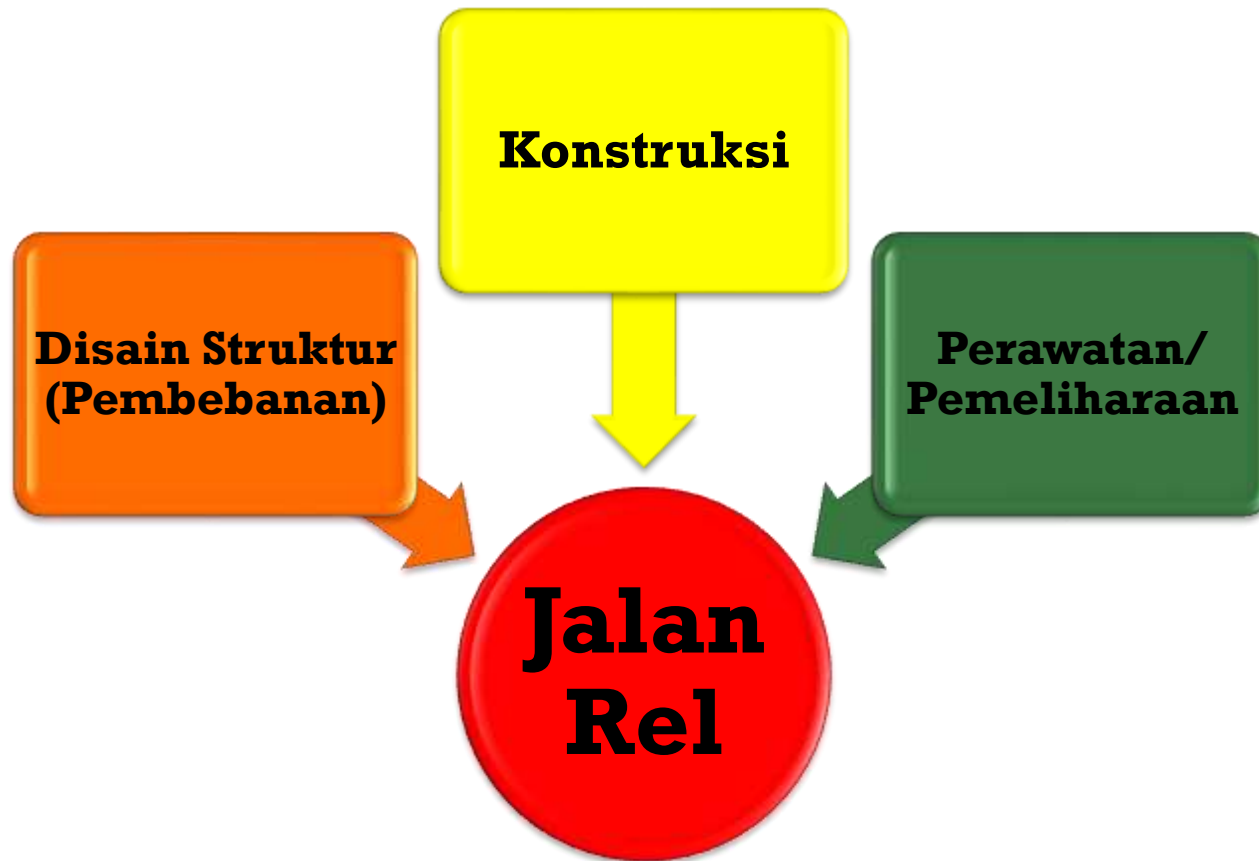 Konstruksi
Disain Struktur
(Pembebanan)
Perawatan/
Pemeliharaan
Jalan
Rel